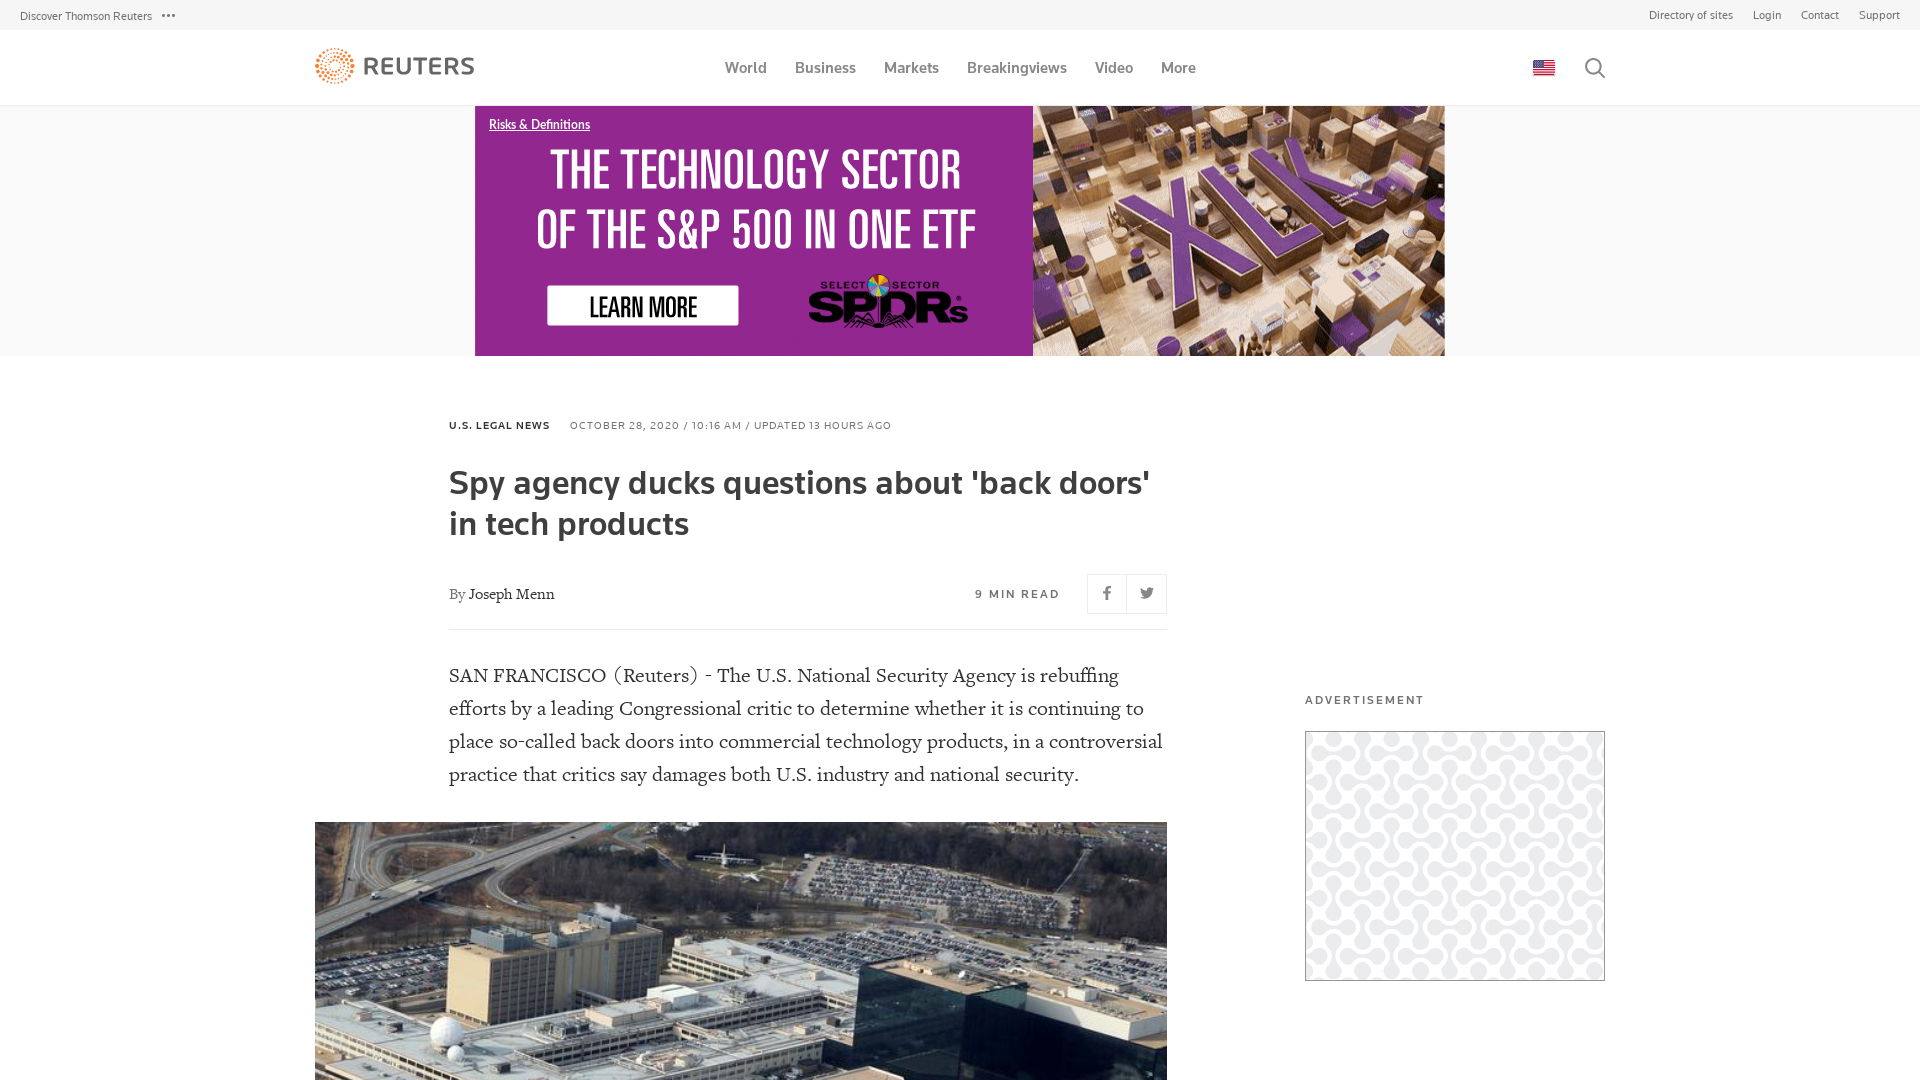 Discover Thomson Reuters
Directory of sites Login Contact Support
REUTERS
World Business Markets Breakingviews Video More
Risks & Definitions
THE TECHNOLOGY SECTOR
OF THE S&P 500 IN ONE ETF
LEARN MORE
SELECT SECTOR
SPDRs®
XLK
U.S. LEGAL NEWS OCTOBER 28, 2020 / 10:16 AM / UPDATED 13 HOURS AGO
Spy agency ducks questions about 'back doors'
in tech products
By Joseph Menn
9 MIN READ
SAN FRANCISCO (Reuters) - The U.S. National Security Agency is rebuffing
efforts by a leading Congressional critic to determine whether it is continuing to
place so-called back doors into commercial technology products, in a controversial
practice that critics say damages both U.S. industry and national security.
ADVERTISEMENT